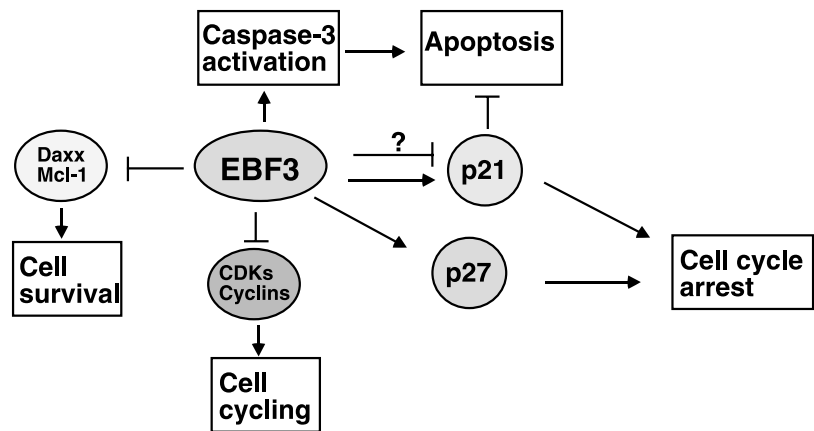 Caspase-3
activation
Apoptosis
Daxx
Mcl-1
EBF3
?
p21
Cell
survival
CDKs
Cyclins
p27
Cell cycle
arrest
Cell
cycling